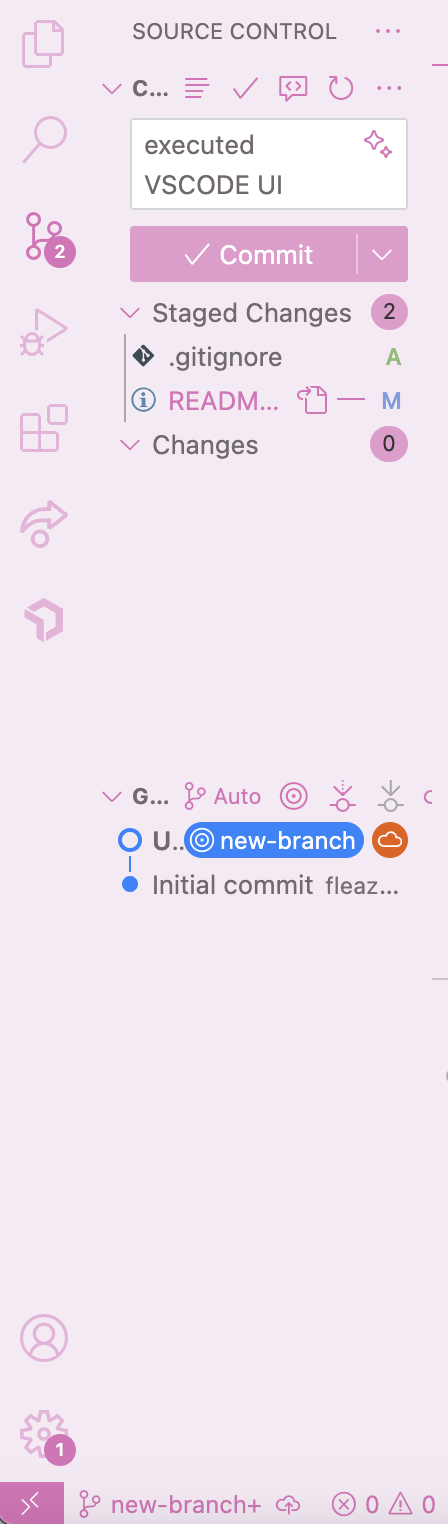 SOURCE CONTROL
C...
executed
VSCODE UI
Commit
Staged Changes 2
.gitignore A
READM... M
Changes 0
G... Auto
U... new-branch
Initial commit fleaz...
2
1
new-branch+ 0 0